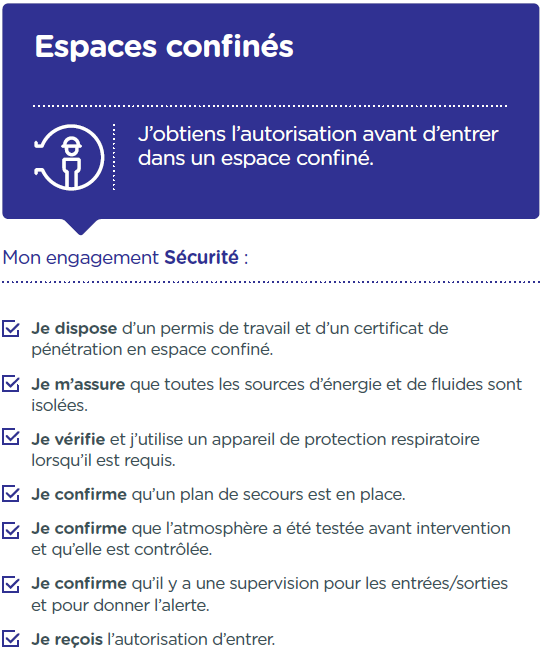 Espaces confinés
J’obtiens l’autorisation avant d’entrer
dans un espace confiné.
Mon engagement Sécurité :
Je dispose d’un permis de travail et d’un certificat de
pénétration en espace confiné.
Je m’assure que toutes les sources d’énergie et de fluides sont
isolées.
Je vérifie et j’utilise un appareil de protection respiratoire
lorsqu’il est requis.
Je confirme qu’un plan de secours est en place.
Je confirme que l’atmosphère a été testée avant intervention
et qu’elle est contrôlée.
Je confirme qu’il y a une supervision pour les entrées/sorties
et pour donner l’alerte.
Je reçois l’autorisation d’entrer.